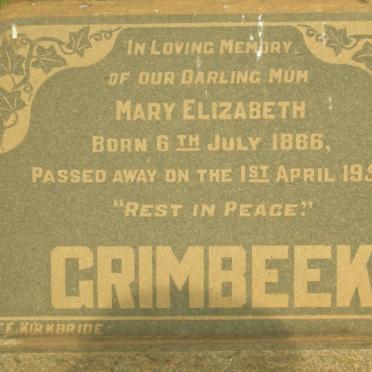 In Loving Memory
of our Darling Mum
Mary Elizabeth
Born 6th July 1866,
Passed away on the 1st April
"Rest in Peace."
GRIMBEEK
Kirkbride